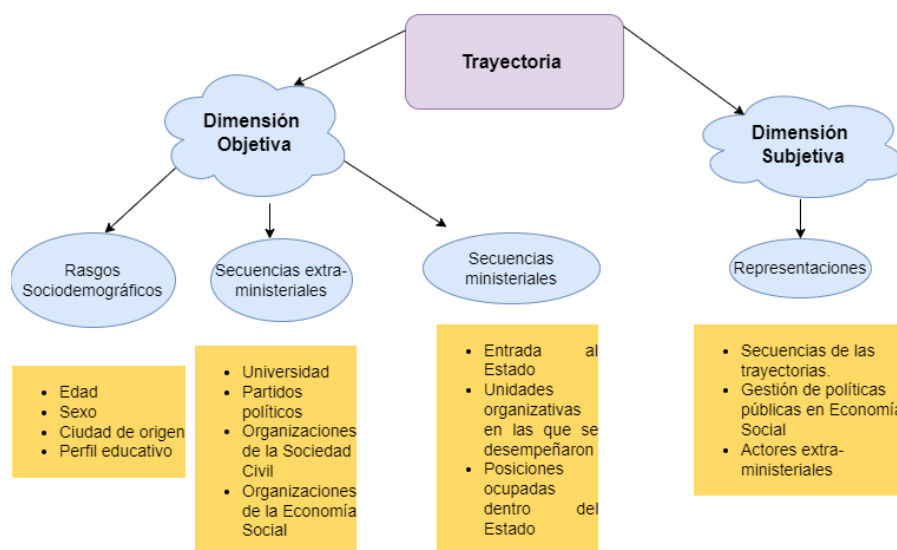 Trayectoria
Dimensión
Objetiva
Dimensión
Subjetiva
Rasgos
Sociodemográficos
Secuencias extra-
ministeriales
Secuencias
ministeriales
Representaciones
• Edad
• Sexo
• Ciudad de origen
• Perfil educativo
• Universidad
• Partidos
políticos
• Organizaciones
de la Sociedad
Civil
• Organizaciones
de la Economía
Social
• Entrada al
Estado
• Unidades
organizativas
en las que se
desempeñaron
• Posiciones
ocupadas
dentro del
Estado
• Secuencias de las
trayectorias.
• Gestión de políticas
públicas en Economía
Social
• Actores extra-
ministeriales